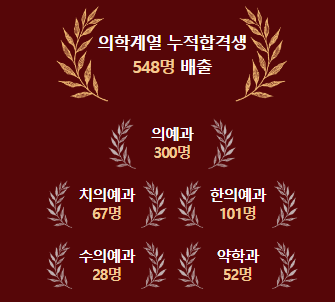 의학계열 누적합격생
548명 배출
의예과
300명
치의예과
67명
한의예과
101명
수의예과
28명
약학과
52명